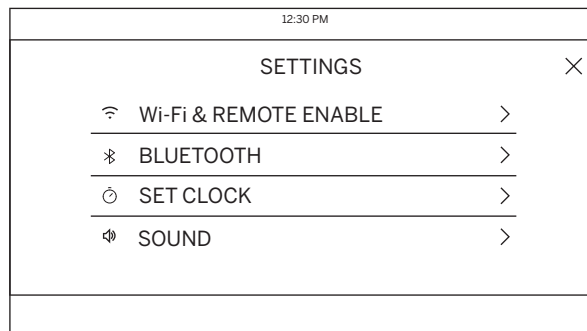 12:30 PM
SETTINGS
Wi-Fi & REMOTE ENABLE
BLUETOOTH
SET CLOCK
SOUND